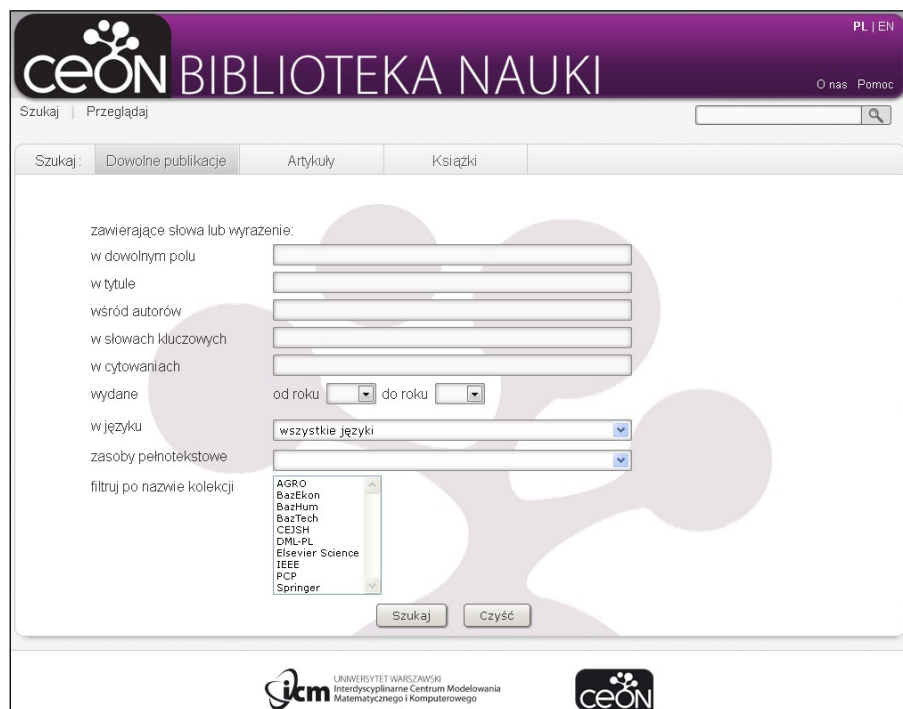 PL | EN
ceon BIBLIOTEKA NAUKI
O nas Pomoc
Szukaj | Przeglądaj
Szukaj: Dowolne publikacje Artykuły Książki
zawierające słowa lub wyrażenie:
w dowolnym polu
w tytule
wśród autorów
w słowach kluczowych
w cytowaniach
wydane od roku do roku
w języku wszystkie języki
zasoby pełnotekstowe
filtruj po nazwie kolekcji AGRO
BazEkon
BazHum
BazTech
CEJSH
DML-PL
Elsevier Science
IEEE
PCP
Springer
Szukaj Czyść
icm UNIWERSYTET WARSZAWSKI
Interdyscyplinarne Centrum Modelowania
Matematycznego i Komputerowego
ceon